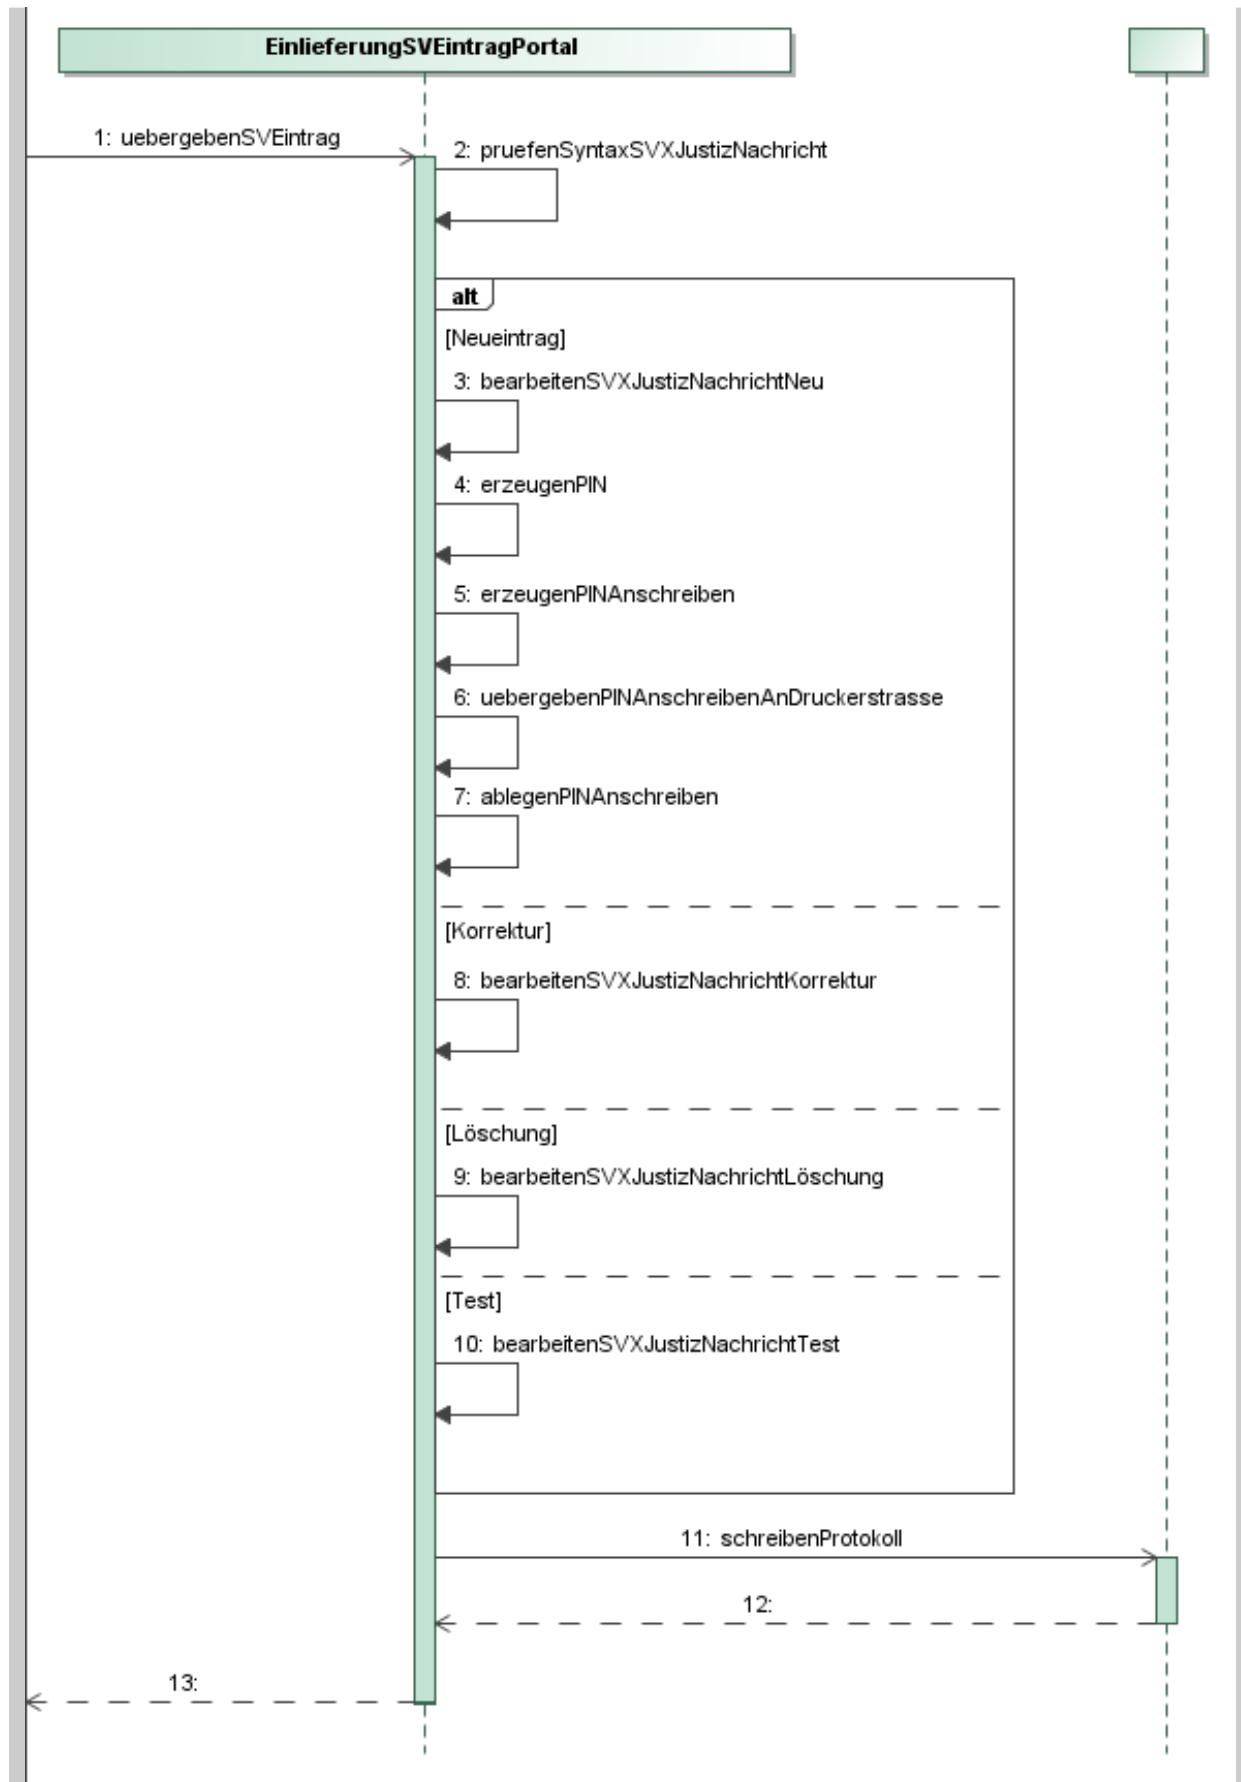 EinlieferungSVEintragPortal
1: uebergebenSVEintrag
2: pruefenSyntaxSVXJustizNachricht
alt
[Neueintrag]
3: bearbeitenSVXJustizNachrichtNeu
4: erzeugenPIN
5: erzeugenPINAnschreiben
6: uebergebenPINAnschreibenAnDruckerstrasse
7: ablegenPINAnschreiben
[Korrektur]
8: bearbeitenSVXJustizNachrichtKorrektur
[Löschung]
9: bearbeitenSVXJustizNachrichtLöschung
[Test]
10: bearbeitenSVXJustizNachrichtTest
11: schreibenProtokoll
12:
13: